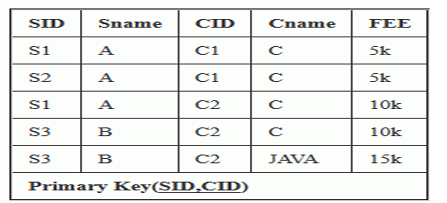 SID Sname CID Cname FEE
S1 A C1 C 5k
S2 A C1 C 5k
S1 A C2 C 10k
S3 B C2 C 10k
S3 B C2 JAVA 15k
Primary Key(SID,CID)